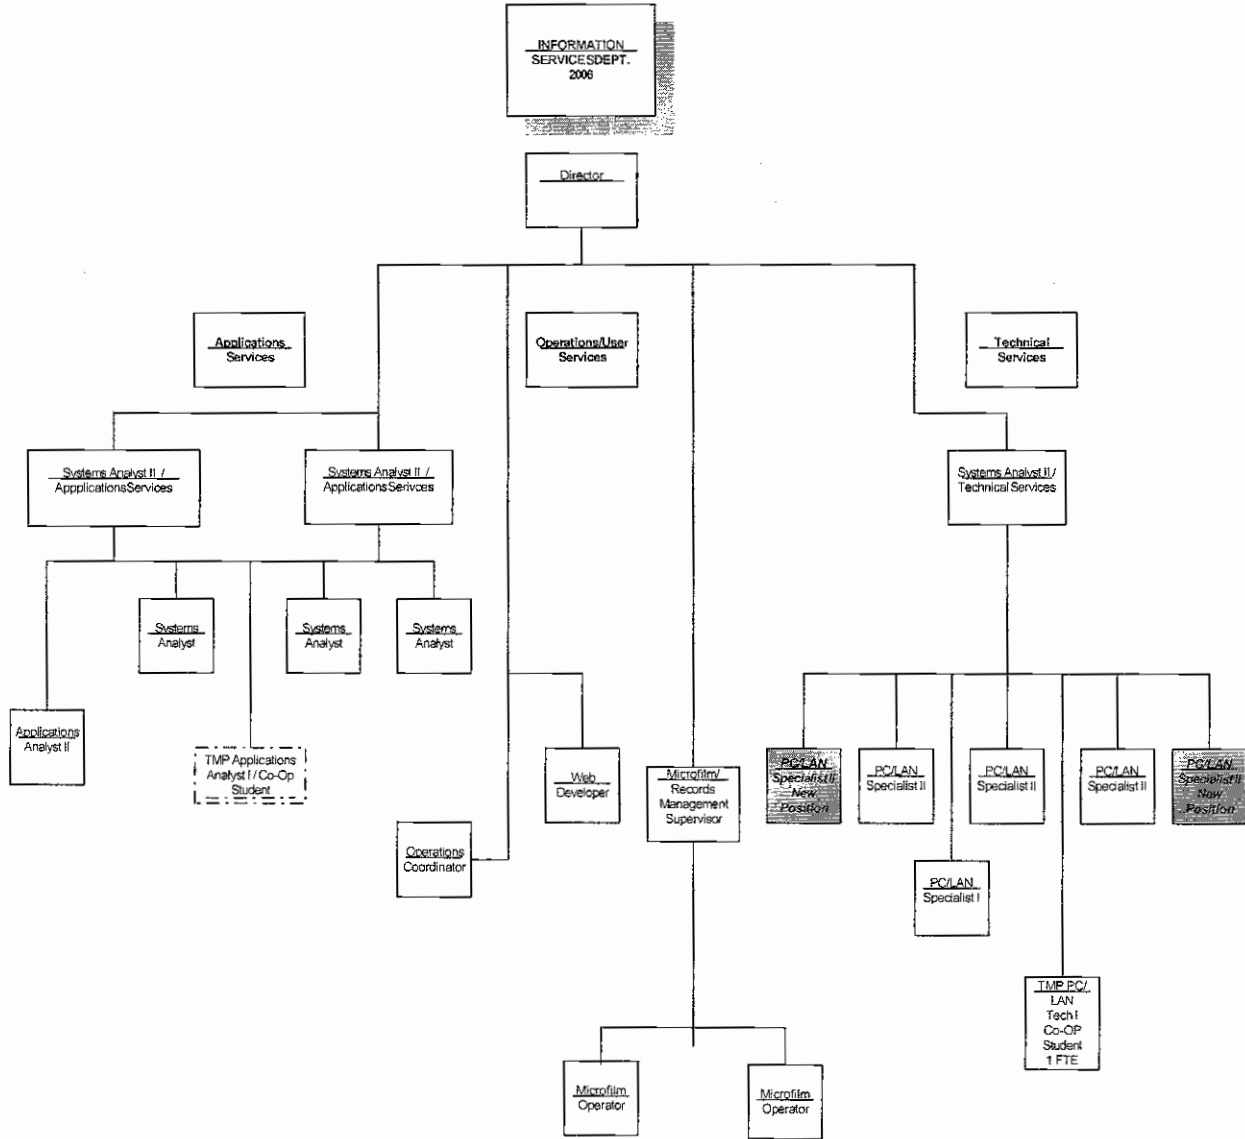 INFORMATION
SERVICESDEPT.
2006
Director
Applications
Services
Operations/User
Services
Technical
Services
Systems Analyst II /
AppplicationsServices
Systems Analyst II /
ApplicationsSerivces
Systems Analyst II /
Technical Services
Systems
Analyst
Systems
Analyst
Systems
Analyst
Applications
Analyst II
TMP Applications
Analyst I / Co-Op
Student
Web
Developer
Microfilm/
Records
Management
Supervisor
PC/LAN
Specialist II
New
Position
PC/LAN
Specialist II
PC/LAN
Specialist II
PC/LAN
Specialist II
PC/LAN
Specialist II
New
Position
Operations
Coordinator
PC/LAN
Specialist I
TMP PC/
LAN
Tech I
Co-OP
Student
1 FTE
Microfilm
Operator
Microfilm
Operator